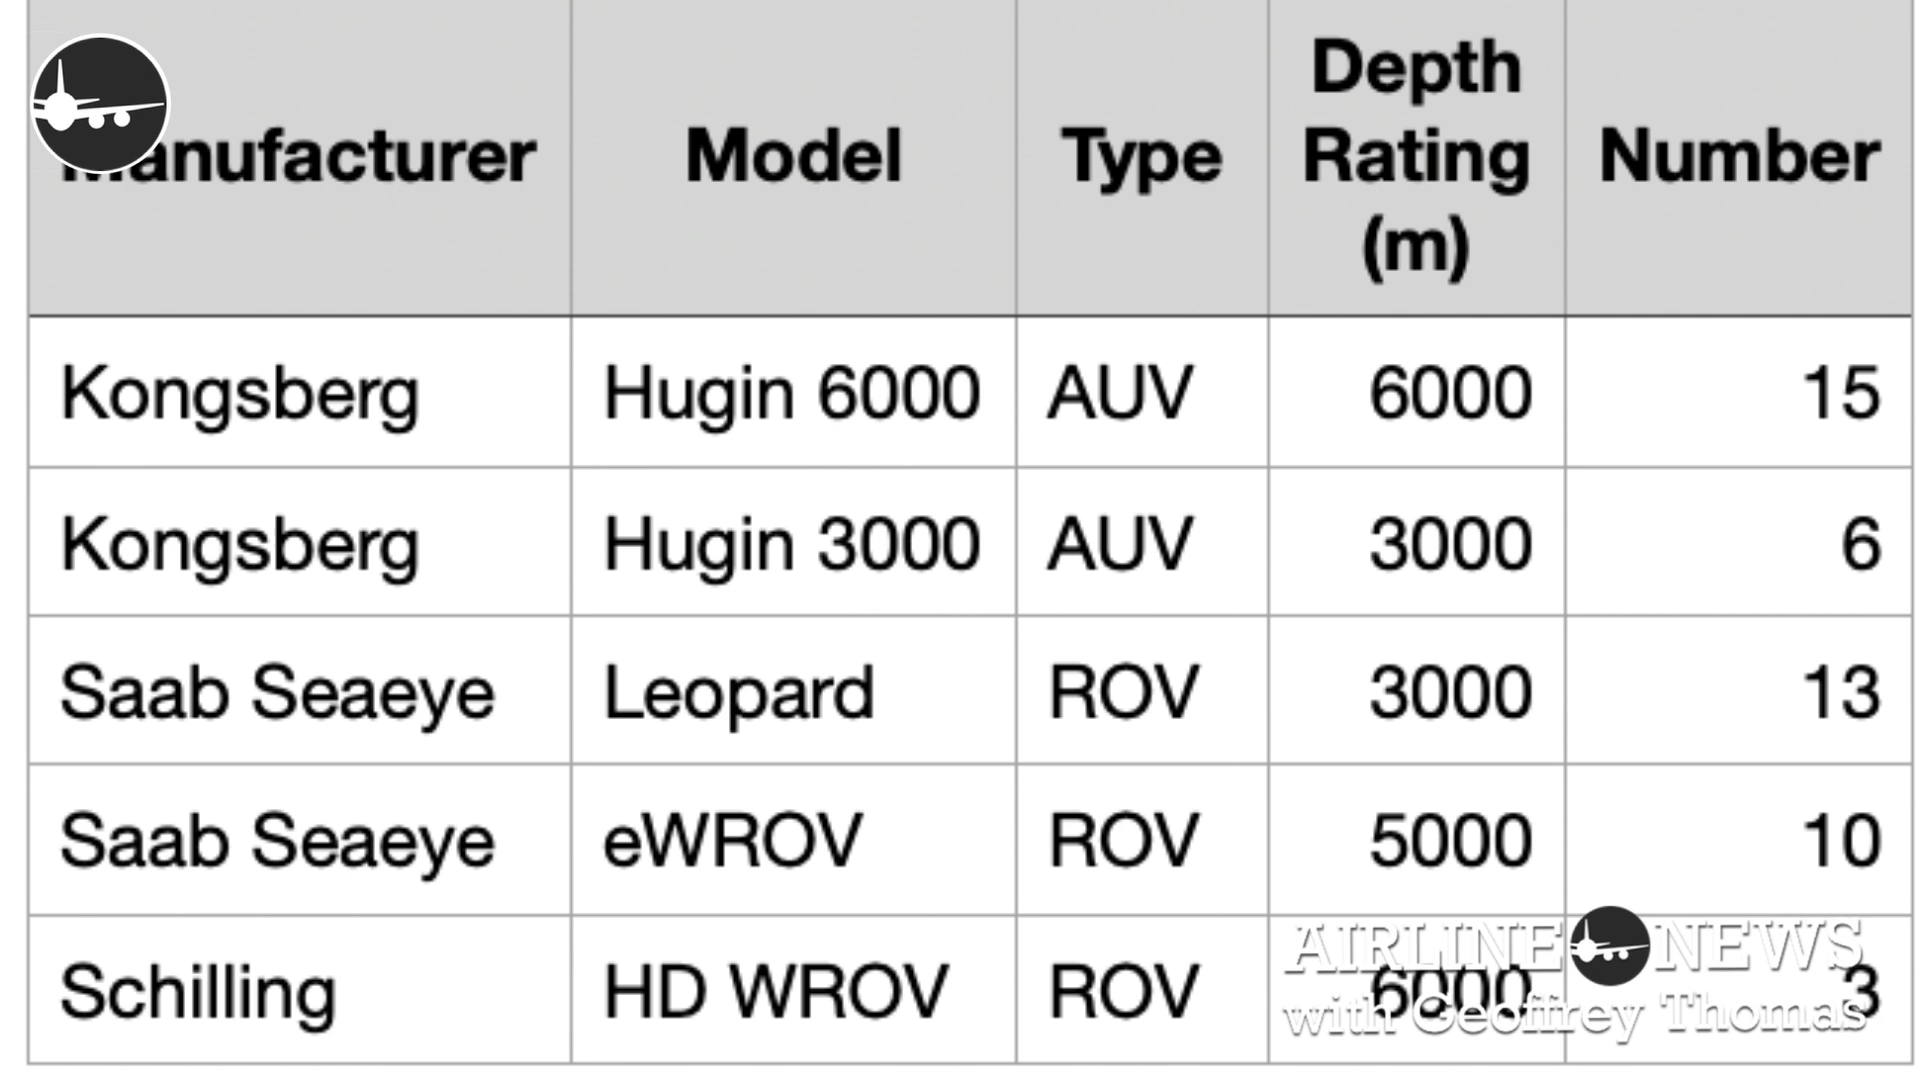 Manufacturer Model Type Depth Rating (m) Number
Kongsberg Hugin 6000 AUV 6000 15
Kongsberg Hugin 3000 AUV 3000 6
Saab Seaeye Leopard ROV 3000 13
Saab Seaeye eWROV ROV 5000 10
Schilling HD WROV ROV 6000 3
AIRLINE NEWS
with Geoffrey Thomas